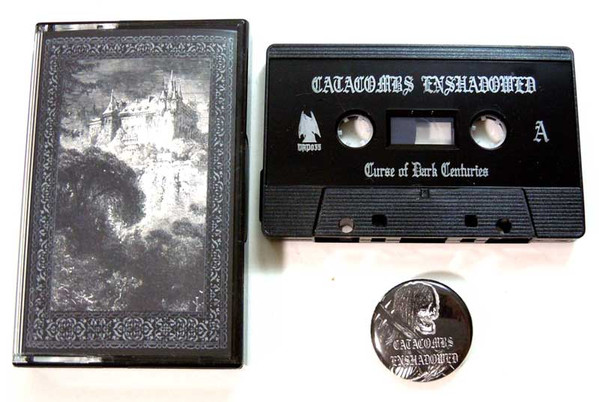 CATACOMBS ENSHADOWED
A
Curse of Dark Centuries
CATACOMBS
ENSHADOWED